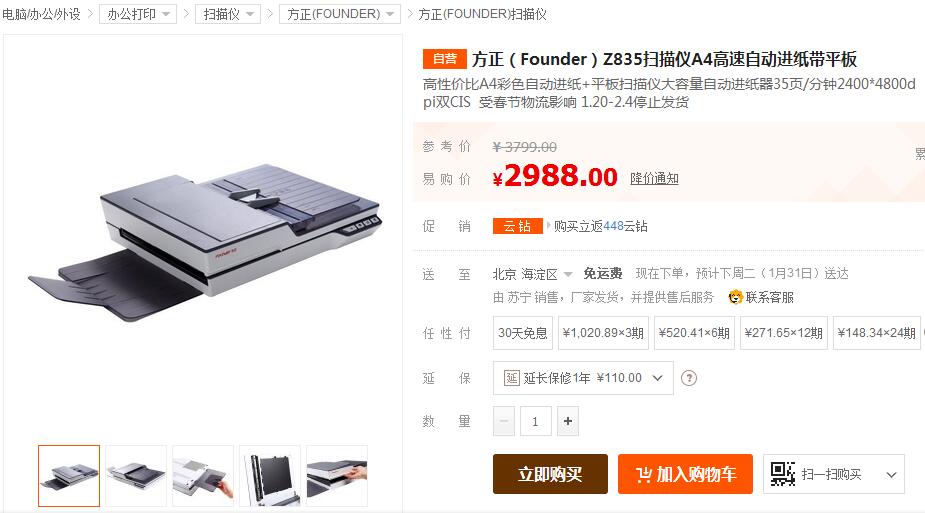 电脑/办公/外设 > 办公打印 > 扫描仪 > 方正(FOUNDER) > 方正(FOUNDER)扫描仪
自营 方正（Founder）Z835扫描仪A4高速自动进纸带平板
高性价比A4彩色自动进纸+平板扫描仪大容量自动进纸器35页/分钟2400*4800d
pi双CIS 受春节物流影响 1.20-2.4停止发货
参考价 ¥ 3799.00
累
易购价 ¥2988.00 降价通知
促销 云钻 购买立返448云钻
送至 北京 海淀区 免运费 现在下单，预计下周二（1月31日）送达
由 苏宁 销售，厂家发货，并提供售后服务 联系客服
任性付 30天免息 ¥1,020.89×3期 ¥520.41×6期 ¥271.65×12期 ¥148.34×24期
延保 延 延长保修1年 ¥110.00 ?
数量 − 1 +
立即购买 加入购物车 扫一扫购买
FOUNDER